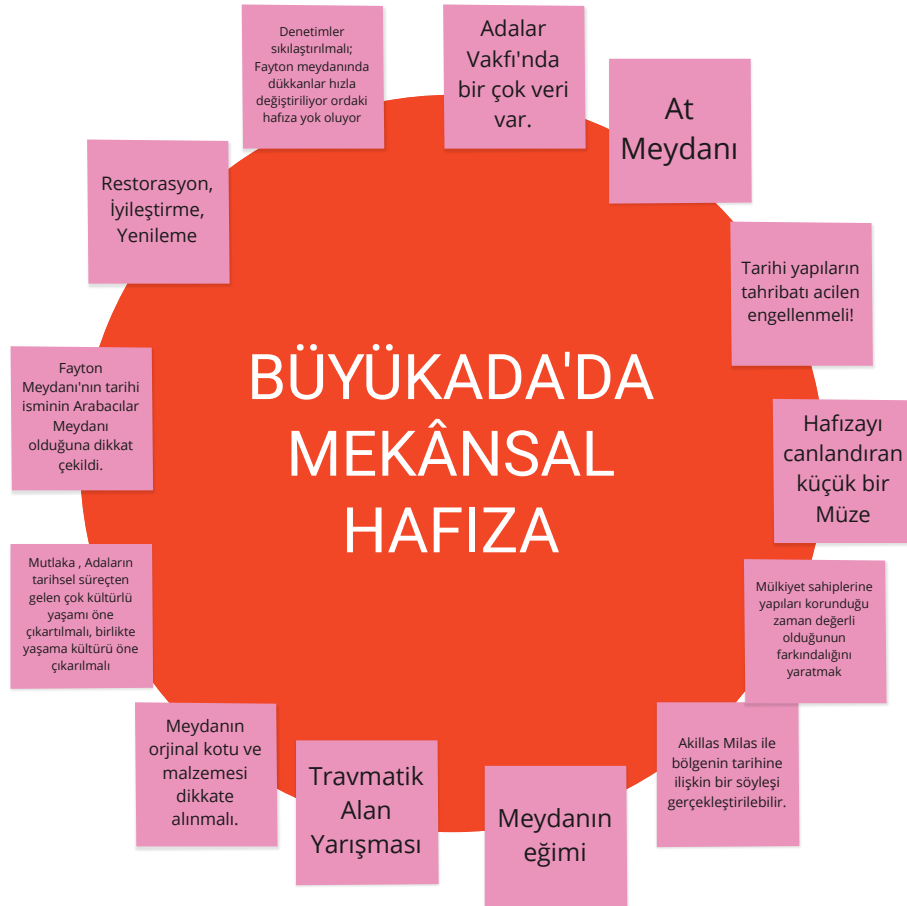 BÜYÜKADA'DA
MEKÂNSAL
HAFIZA
Denetimler
sıkılaştırılmalı;
Fayton meydanında
dükkanlar hızla
değiştiriliyor ordaki
hafıza yok oluyor
Adalar
Vakfı'nda
bir çok veri
var.
At
Meydanı
Tarihi yapıların
tahribatı acilen
engellenmeli!
Hafızayı
canlandıran
küçük bir
Müze
Mülkiyet sahiplerine
yapıları korunduğu
zaman değerli
olduğunun
farkındalığını
yaratmak
Akillas Milas ile
bölgenin tarihine
ilişkin bir söyleşi
gerçekleştirilebilir.
Meydanın
eğimi
Travmatik
Alan
Yarışması
Meydanın
orjinal kotu ve
malzemesi
dikkate
alınmalı.
Mutlaka , Adaların
tarihsel süreçten
gelen çok kültürlü
yaşamı öne
çıkartılmalı, birlikte
yaşama kültürü öne
çıkarılmalı
Fayton
Meydanı'nın tarihi
isminin Arabacılar
Meydanı
olduğuna dikkat
çekildi.
Restorasyon,
İyileştirme,
Yenileme